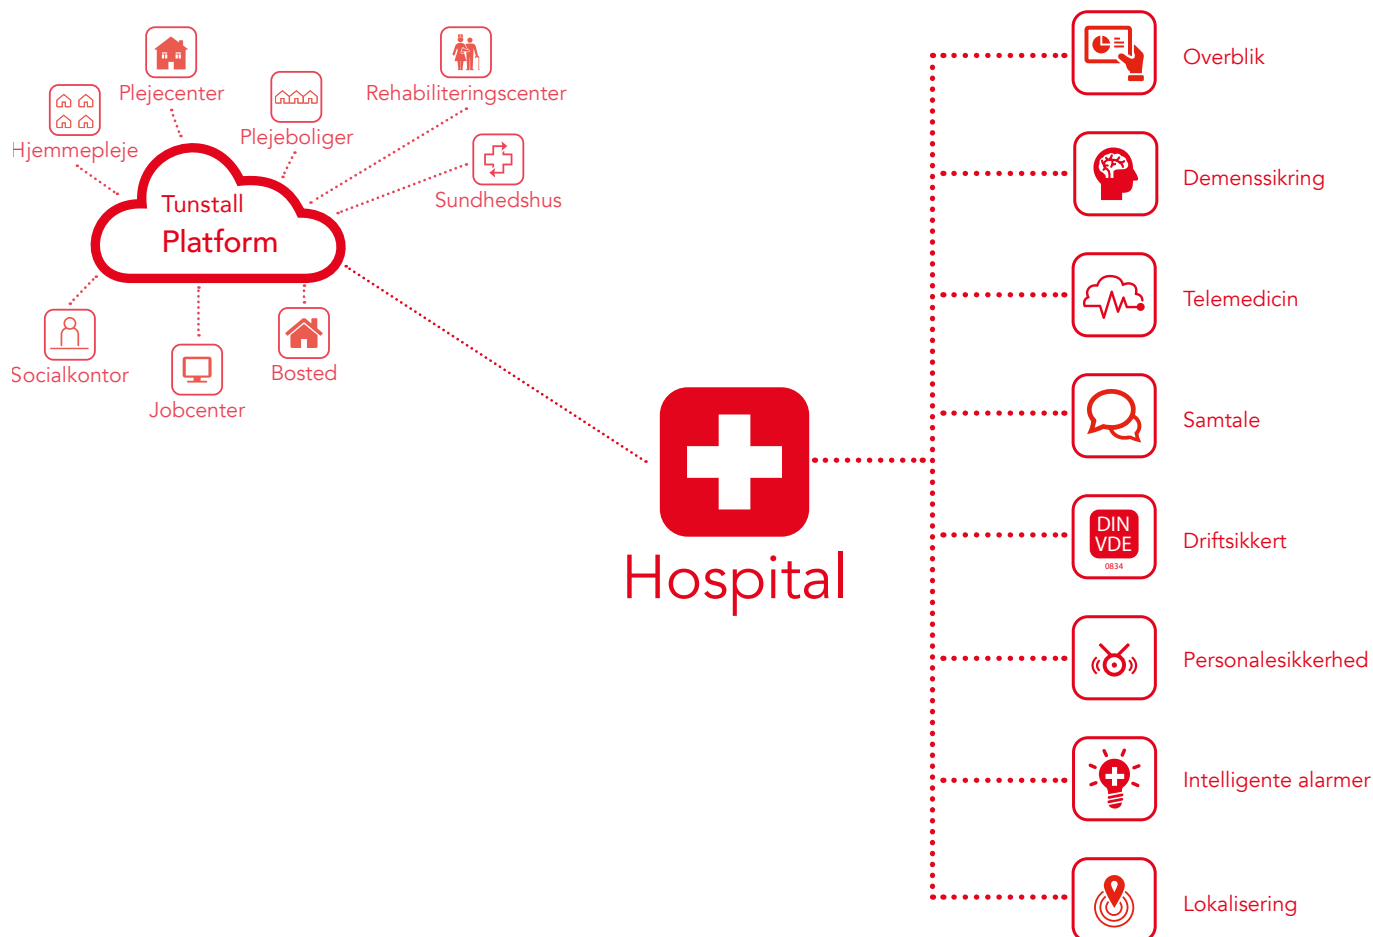 Plejecenter
Rehabiliteringscenter
Hjemmepleje
Plejeboliger
Sundhedshus
Tunstall
Platform
Socialkontor
Jobcenter
Bosted
Hospital
Overblik
Demenssikring
Telemedicin
Samtale
DIN
VDE
0834
Driftsikkert
Personalesikkerhed
Intelligente alarmer
Lokalisering